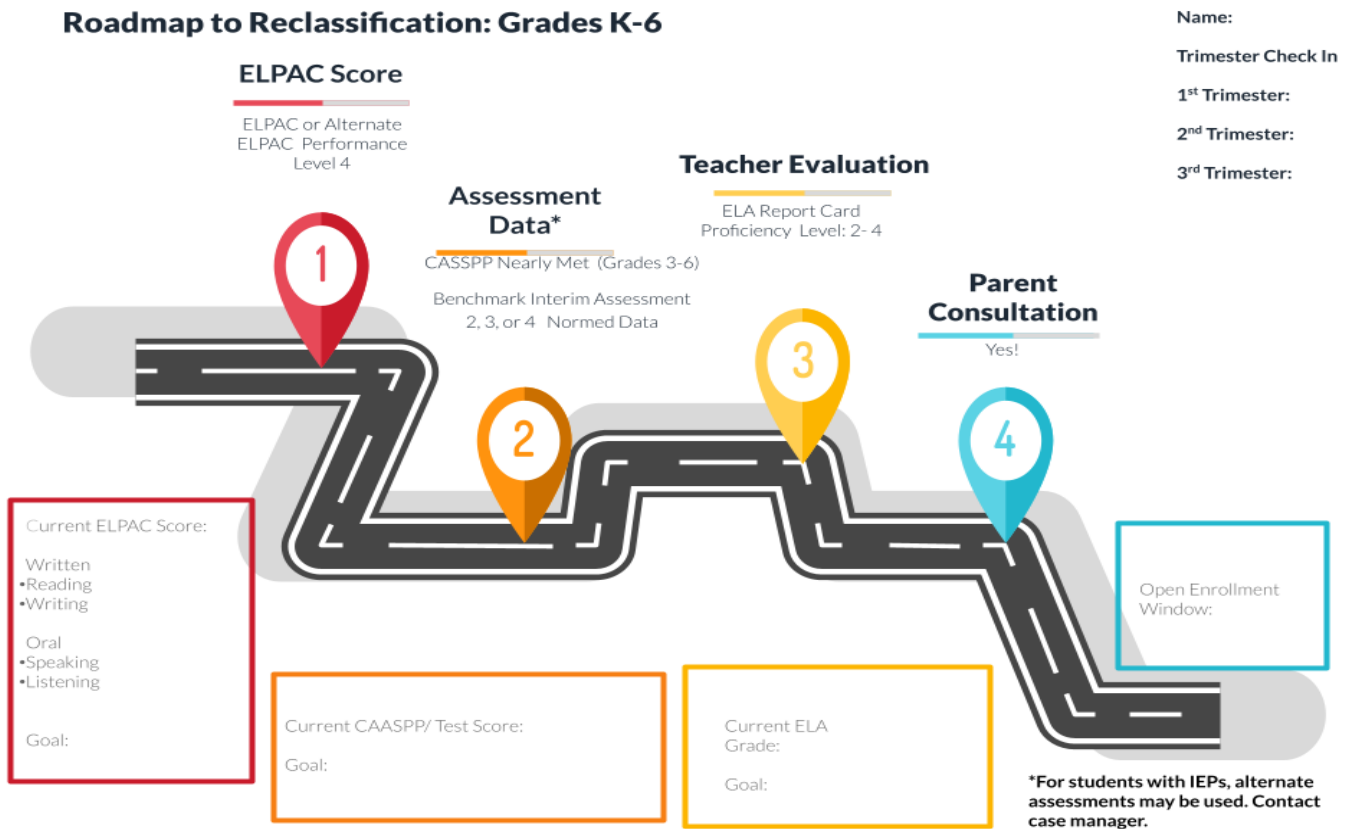 Roadmap to Reclassification: Grades K-6
Name:
Trimester Check In
1st Trimester:
2nd Trimester:
3rd Trimester:
ELPAC Score
ELPAC or Alternate
ELPAC Performance
Level 4
Assessment
Data*
CASSPP Nearly Met (Grades 3-6)
Benchmark Interim Assessment
2, 3, or 4 Normed Data
Teacher Evaluation
ELA Report Card
Proficiency Level: 2- 4
Parent
Consultation
Yes!
1
2
3
4
Current ELPAC Score:
Written
•Reading
•Writing
Oral
•Speaking
•Listening
Goal:
Current CAASPP/ Test Score:
Goal:
Current ELA
Grade:
Goal:
Open Enrollment
Window:
*For students with IEPs, alternate
assessments may be used. Contact
case manager.